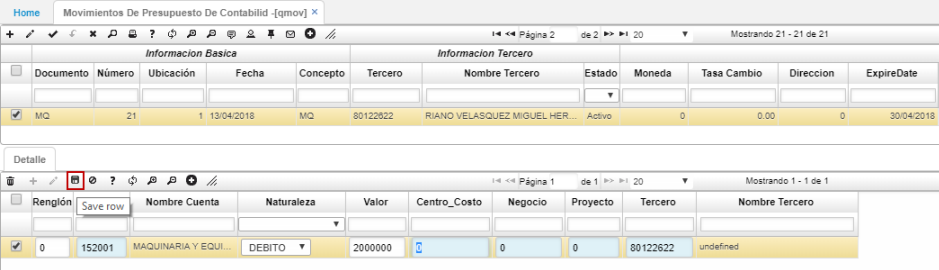 Home Movimientos De Presupuesto De Contabilid -[qmov] ×
Página 2 de 2 20 Mostrando 21 - 21 de 21
Informacion Basica Informacion Tercero
Documento Número Ubicación Fecha Concepto Tercero Nombre Tercero Estado Moneda Tasa Cambio Direccion ExpireDate
MQ 21 1 13/04/2018 MQ 80122622 RIANO VELASQUEZ MIGUEL HER... Activo 0 0.00 0 30/04/2018
Detalle
Página 1 de 1 20 Mostrando 1 - 1 de 1
Renglón Nombre Cuenta Naturaleza Valor Centro_Costo Negocio Proyecto Tercero Nombre Tercero
Save row
0 152001 MAQUINARIA Y EQUI... DEBITO 2000000 0 0 0 80122622 undefined